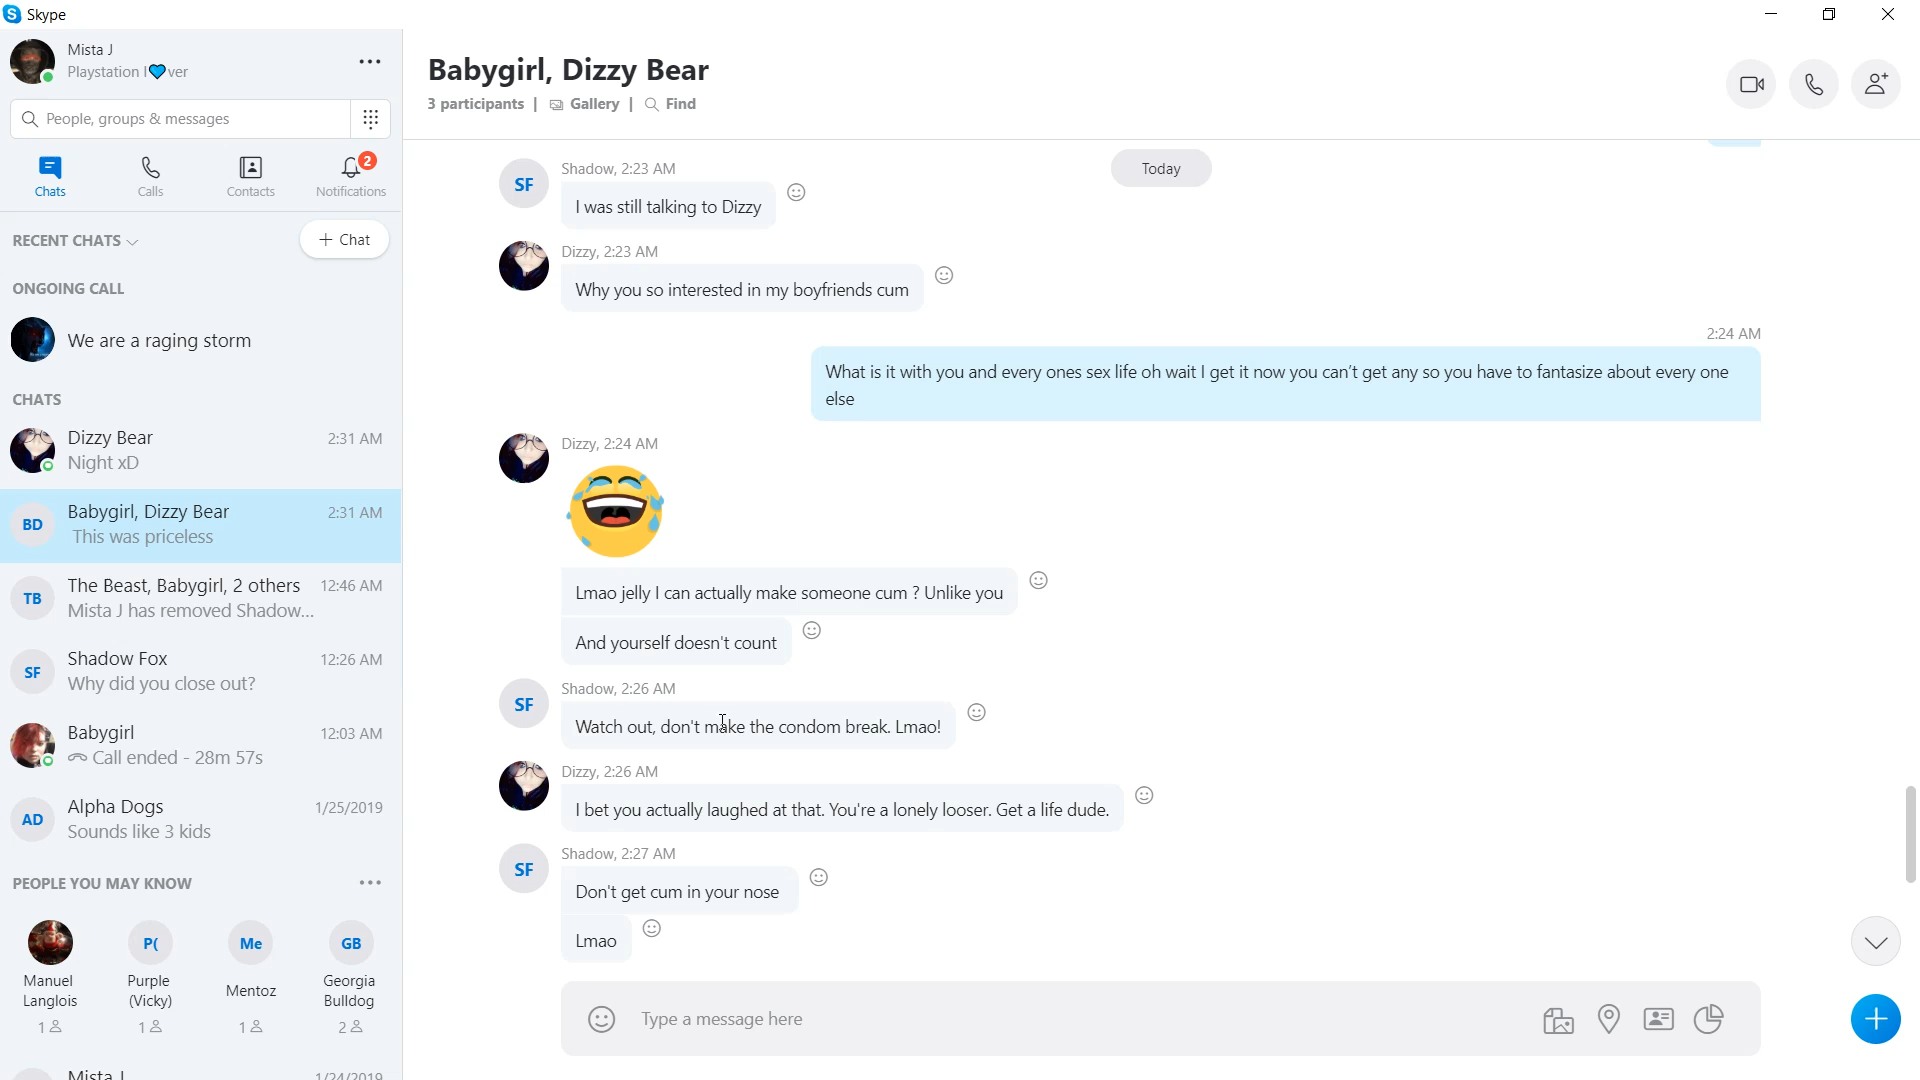 Skype
Mista J
Playstation l💙ver
People, groups & messages
Chats
Calls
Contacts
2
Notifications
RECENT CHATS
+ Chat
ONGOING CALL
We are a raging storm
CHATS
Dizzy Bear
2:31 AM
Night xD
BD
Babygirl, Dizzy Bear
2:31 AM
This was priceless
TB
The Beast, Babygirl, 2 others
12:46 AM
Mista J has removed Shadow...
SF
Shadow Fox
12:26 AM
Why did you close out?
Babygirl
12:03 AM
Call ended - 28m 57s
AD
Alpha Dogs
1/25/2019
Sounds like 3 kids
PEOPLE YOU MAY KNOW
Manuel
Langlois
1
P(
Purple
(Vicky)
1
Me
Mentoz
1
GB
Georgia
Bulldog
2
Mista J
1/24/2019
Babygirl, Dizzy Bear
3 participants | Gallery | Find
Today
SF
Shadow, 2:23 AM
I was still talking to Dizzy
Dizzy, 2:23 AM
Why you so interested in my boyfriends cum
2:24 AM
What is it with you and every ones sex life oh wait I get it now you can't get any so you have to fantasize about every one
else
Dizzy, 2:24 AM
Lmao jelly I can actually make someone cum ? Unlike you
And yourself doesn't count
SF
Shadow, 2:26 AM
Watch out, don't make the condom break. Lmao!
Dizzy, 2:26 AM
I bet you actually laughed at that. You're a lonely looser. Get a life dude.
SF
Shadow, 2:27 AM
Don't get cum in your nose
Lmao
Type a message here